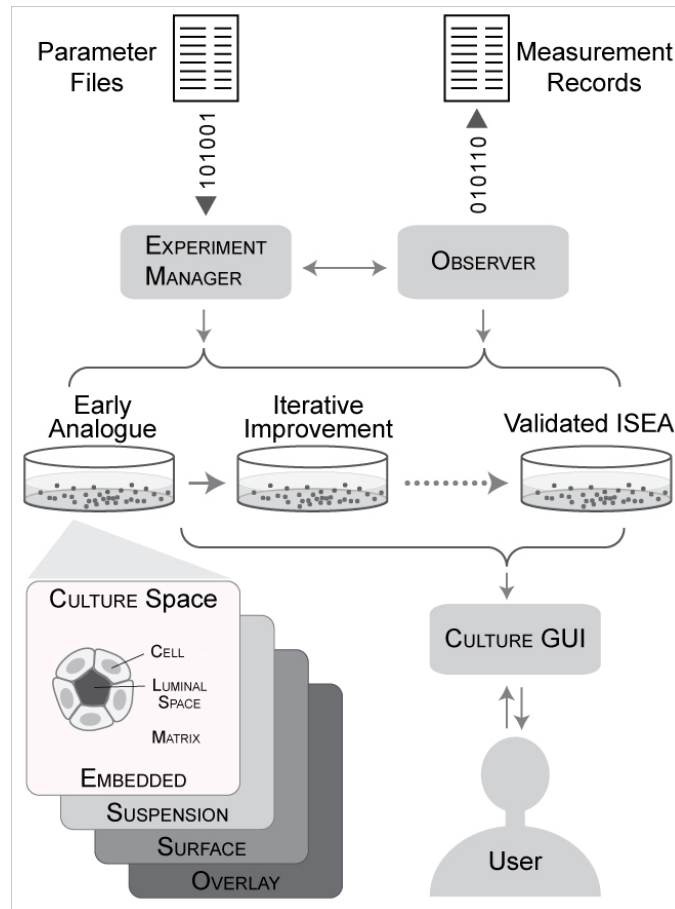 Parameter
Files
Measurement
Records
101001
010110
EXPERIMENT
MANAGER
OBSERVER
Early
Analogue
Iterative
Improvement
Validated ISEA
CULTURE Space
CELL
LUMINAL
SPACE
MATRIX
EMBEDDED
SUSPENSION
SURFACE
OVERLAY
CULTURE GUI
User